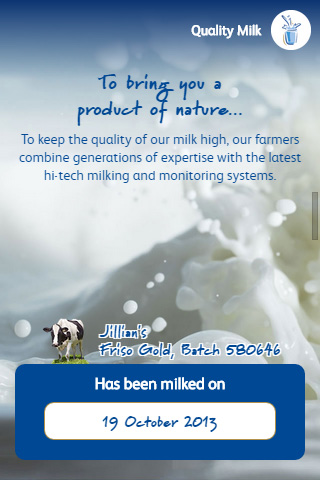 Quality Milk
To bring you a
product of nature...
To keep the quality of our milk high, our farmers
combine generations of expertise with the latest
hi-tech milking and monitoring systems.
Jillian's
Friso Gold, Batch 580646
Has been milked on
19 October 2013